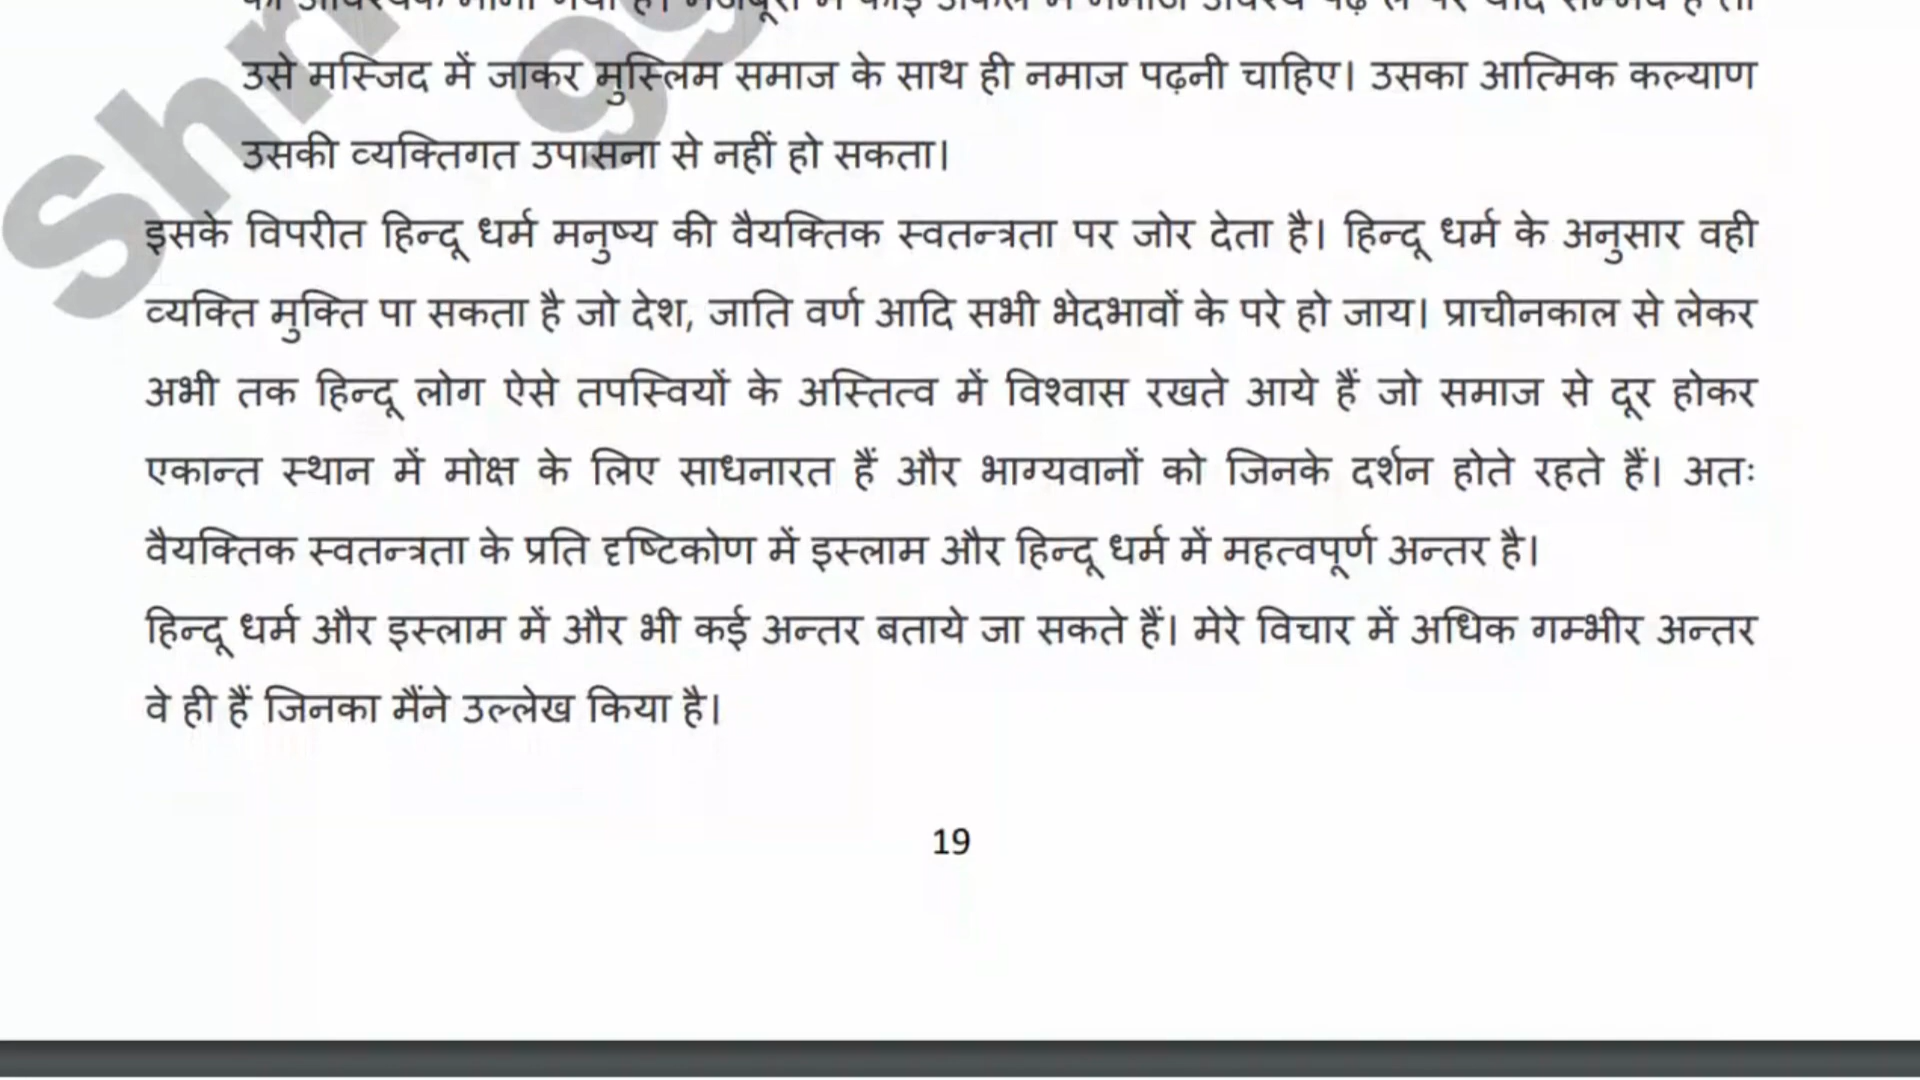 उसे मस्जिद में जाकर मुस्लिम समाज के साथ ही नमाज पढ़नी चाहिए। उसका आत्मिक कल्याण
उसकी व्यक्तिगत उपासना से नहीं हो सकता।
इसके विपरीत हिन्दू धर्म मनुष्य की वैयक्तिक स्वतन्त्रता पर जोर देता है। हिन्दू धर्म के अनुसार वही
व्यक्ति मुक्ति पा सकता है जो देश, जाति वर्ण आदि सभी भेदभावों के परे हो जाय। प्राचीनकाल से लेकर
अभी तक हिन्दू लोग ऐसे तपस्वियों के अस्तित्व में विश्वास रखते आये हैं जो समाज से दूर होकर
एकान्त स्थान में मोक्ष के लिए साधनारत हैं और भाग्यवानों को जिनके दर्शन होते रहते हैं। अतः
वैयक्तिक स्वतन्त्रता के प्रति दृष्टिकोण में इस्लाम और हिन्दू धर्म में महत्वपूर्ण अन्तर है।
हिन्दू धर्म और इस्लाम में और भी कई अन्तर बताये जा सकते हैं। मेरे विचार में अधिक गम्भीर अन्तर
वे ही हैं जिनका मैंने उल्लेख किया है।
19